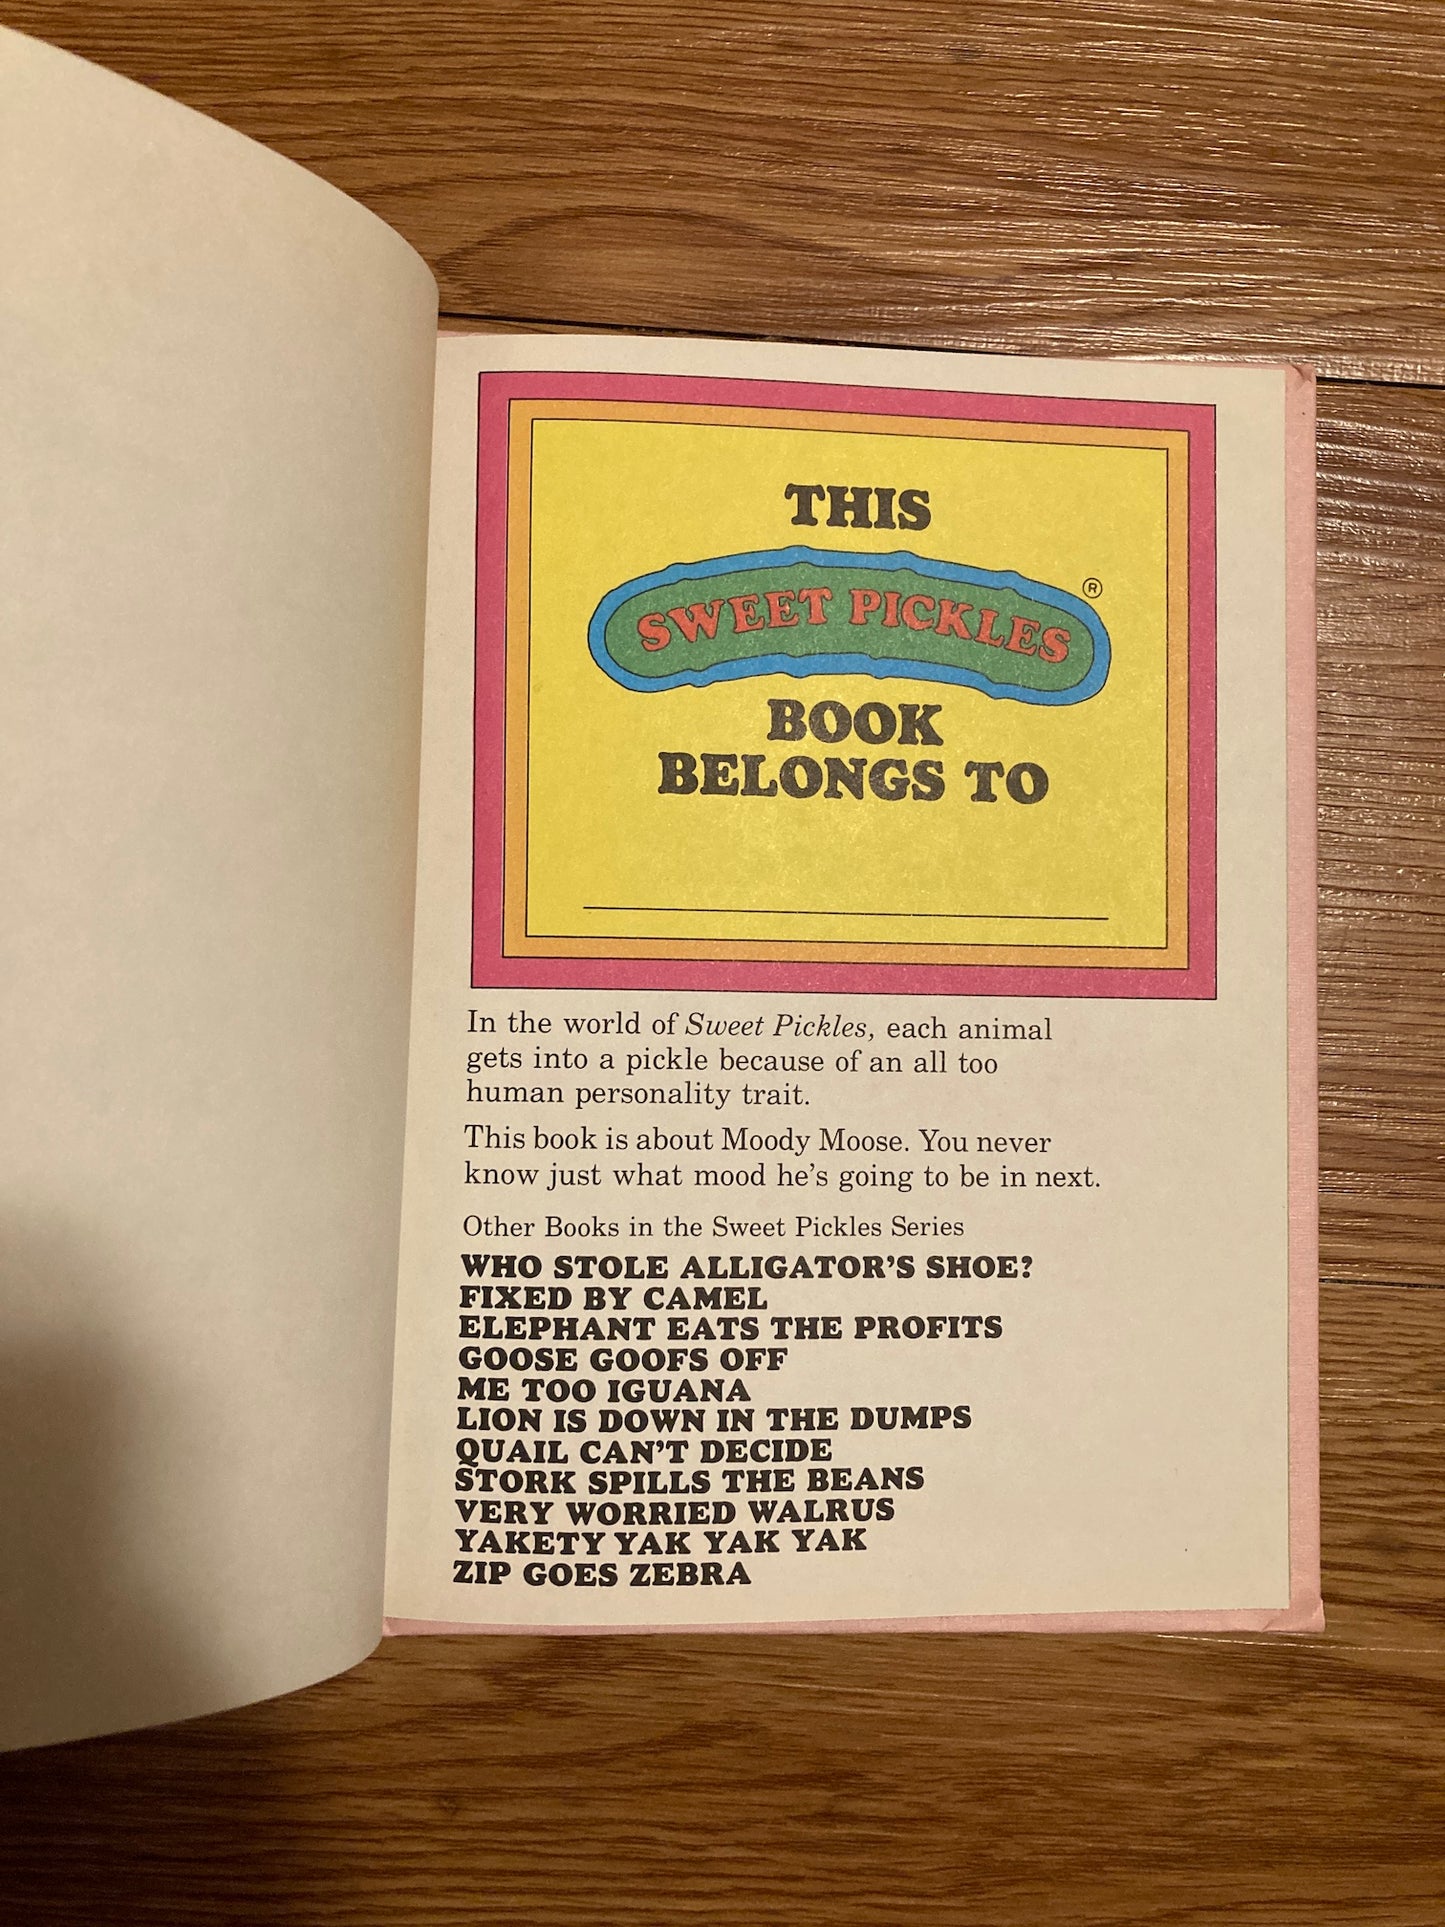 THIS
SWEET PICKLES ®
BOOK
BELONGS TO
In the world of Sweet Pickles, each animal
gets into a pickle because of an all too
human personality trait.
This book is about Moody Moose. You never
know just what mood he's going to be in next.
Other Books in the Sweet Pickles Series
WHO STOLE ALLIGATOR'S SHOE?
FIXED BY CAMEL
ELEPHANT EATS THE PROFITS
GOOSE GOOFS OFF
ME TOO IGUANA
LION IS DOWN IN THE DUMPS
QUAIL CAN'T DECIDE
STORK SPILLS THE BEANS
VERY WORRIED WALRUS
YAKETY YAK YAK YAK
ZIP GOES ZEBRA